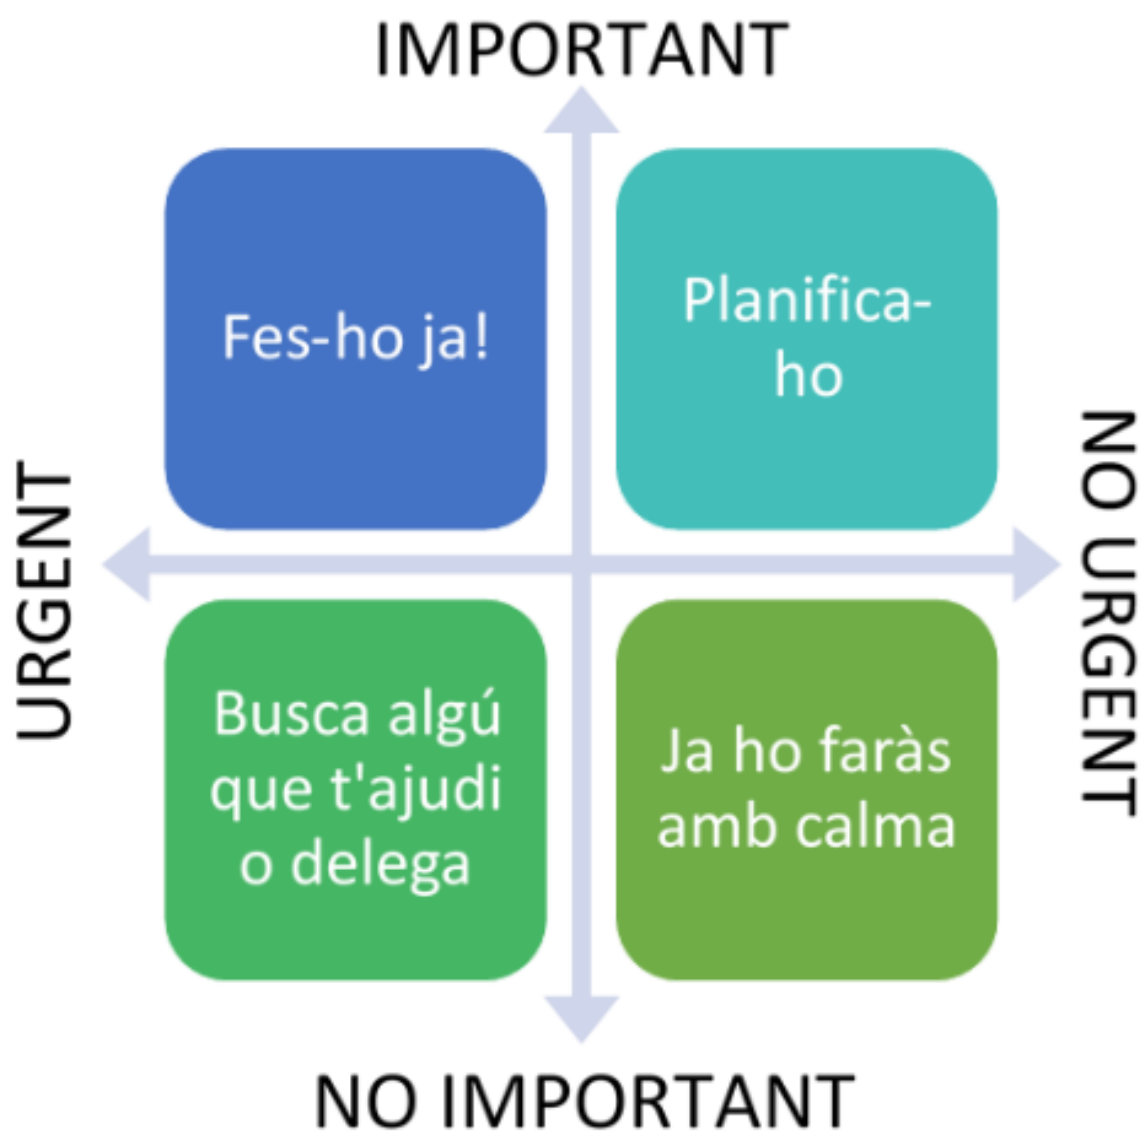 IMPORTANT
Fes-ho ja!
Planifica-
ho
URGENT
NO URGENT
Busca algú
que t'ajudi
o delega
Ja ho faràs
amb calma
NO IMPORTANT